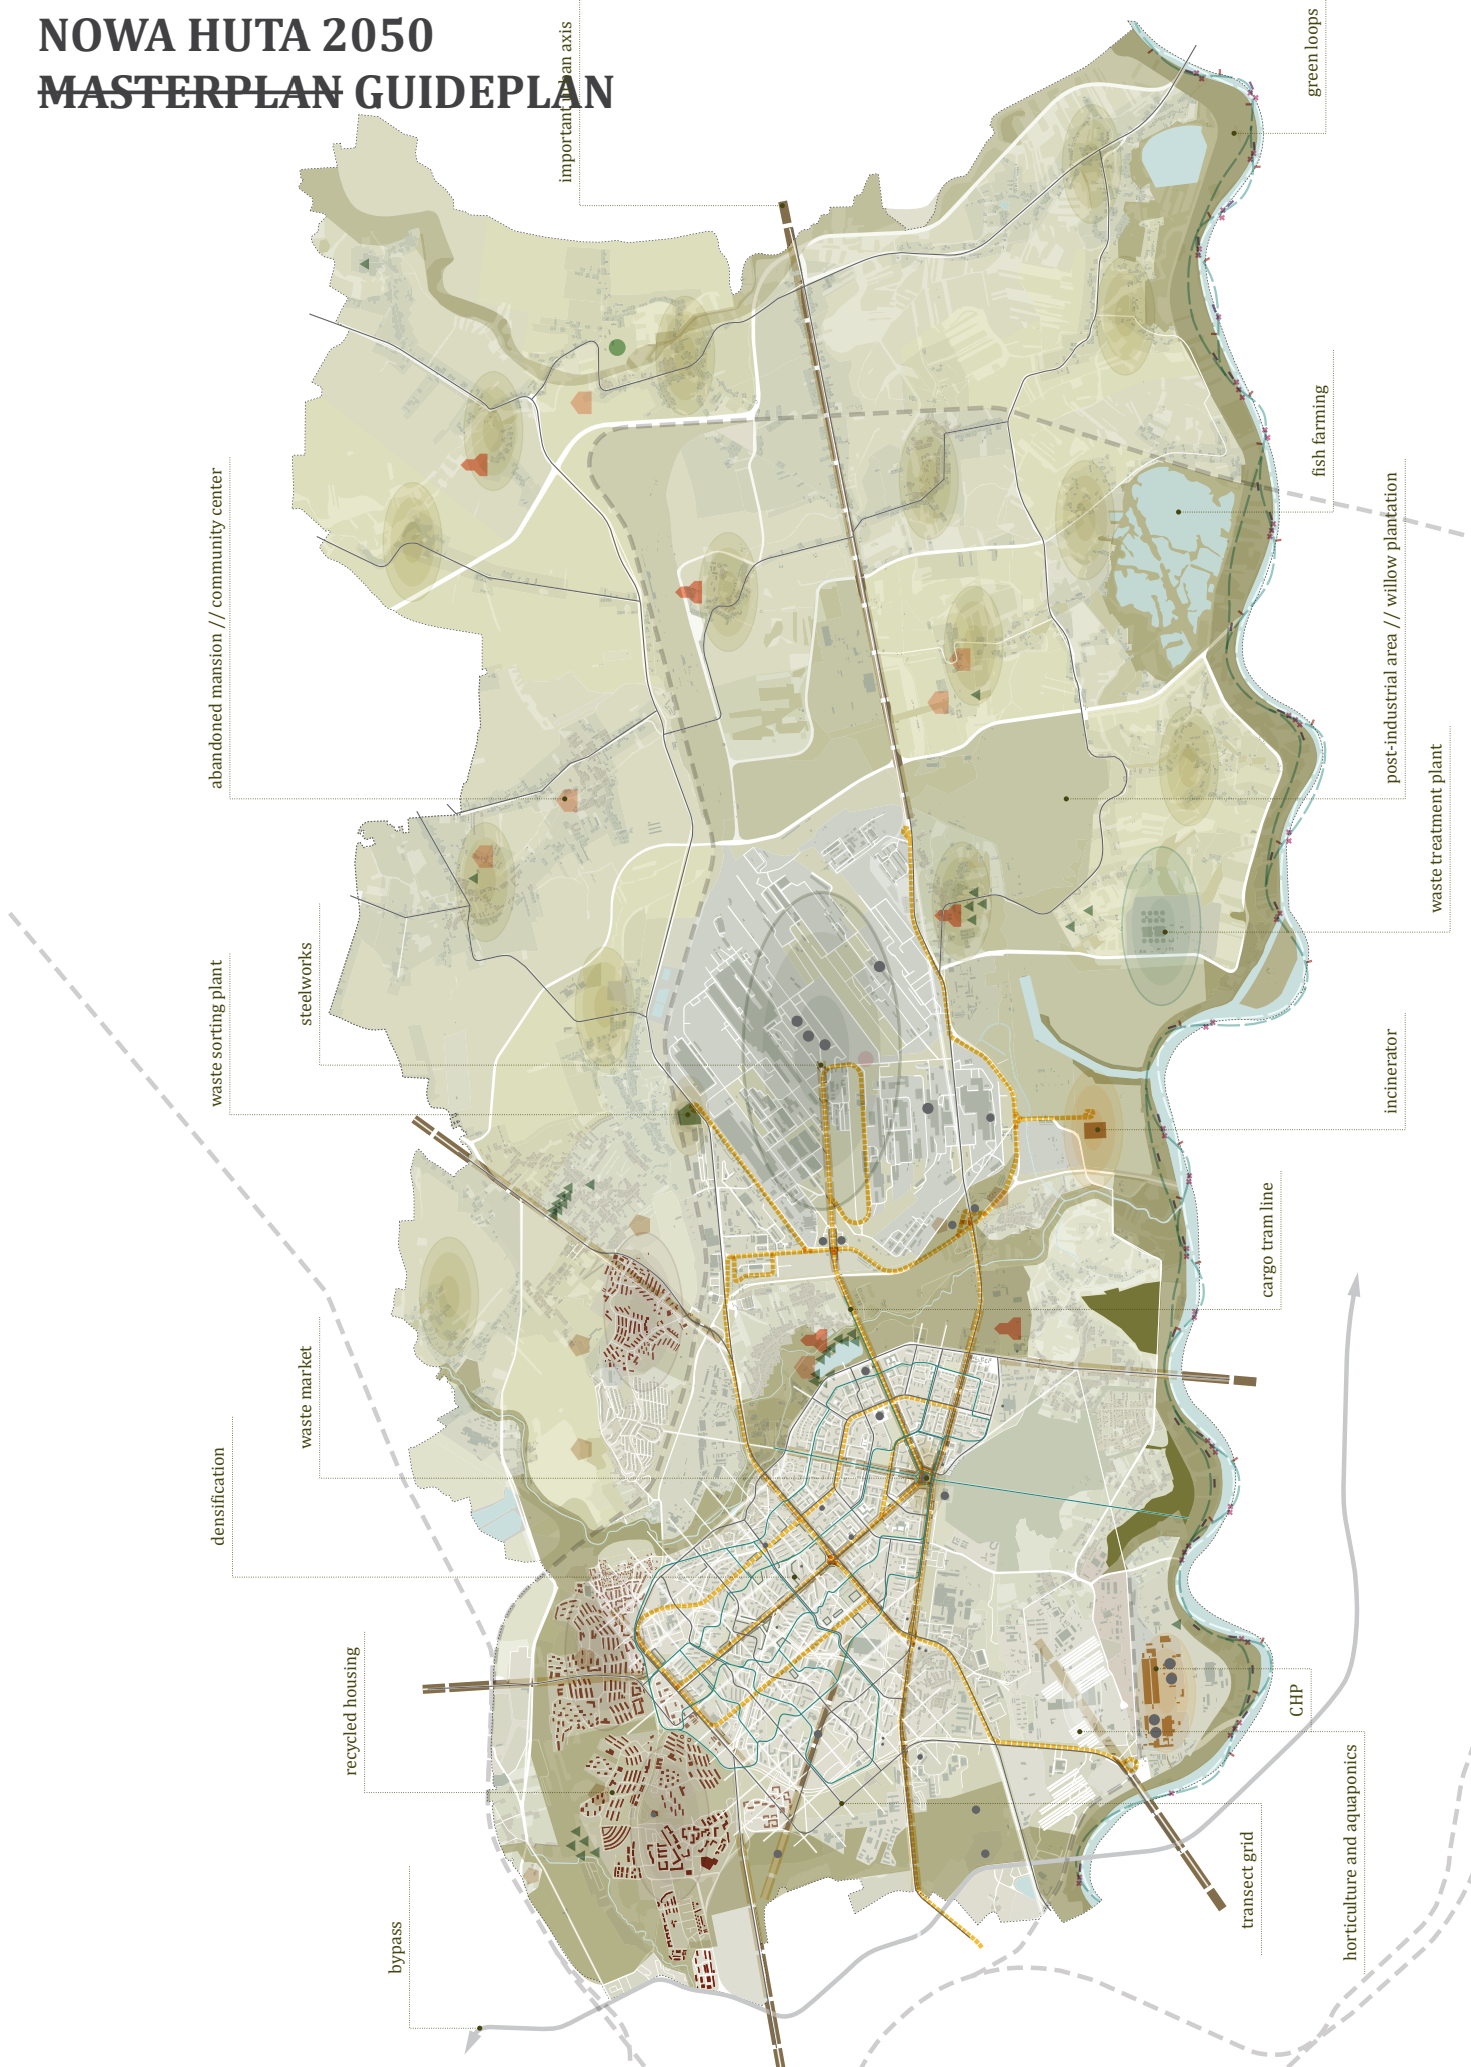 NOWA HUTA 2050
MASTERPLAN GUIDEPLAN
important urban axis
green loops
fish farming
abandoned mansion // community center
post-industrial area // willow plantation
waste treatment plant
steelworks
waste sorting plant
incinerator
cargo tram line
waste market
densification
recycled housing
CHP
horticulture and aquaponics
transect grid
bypass